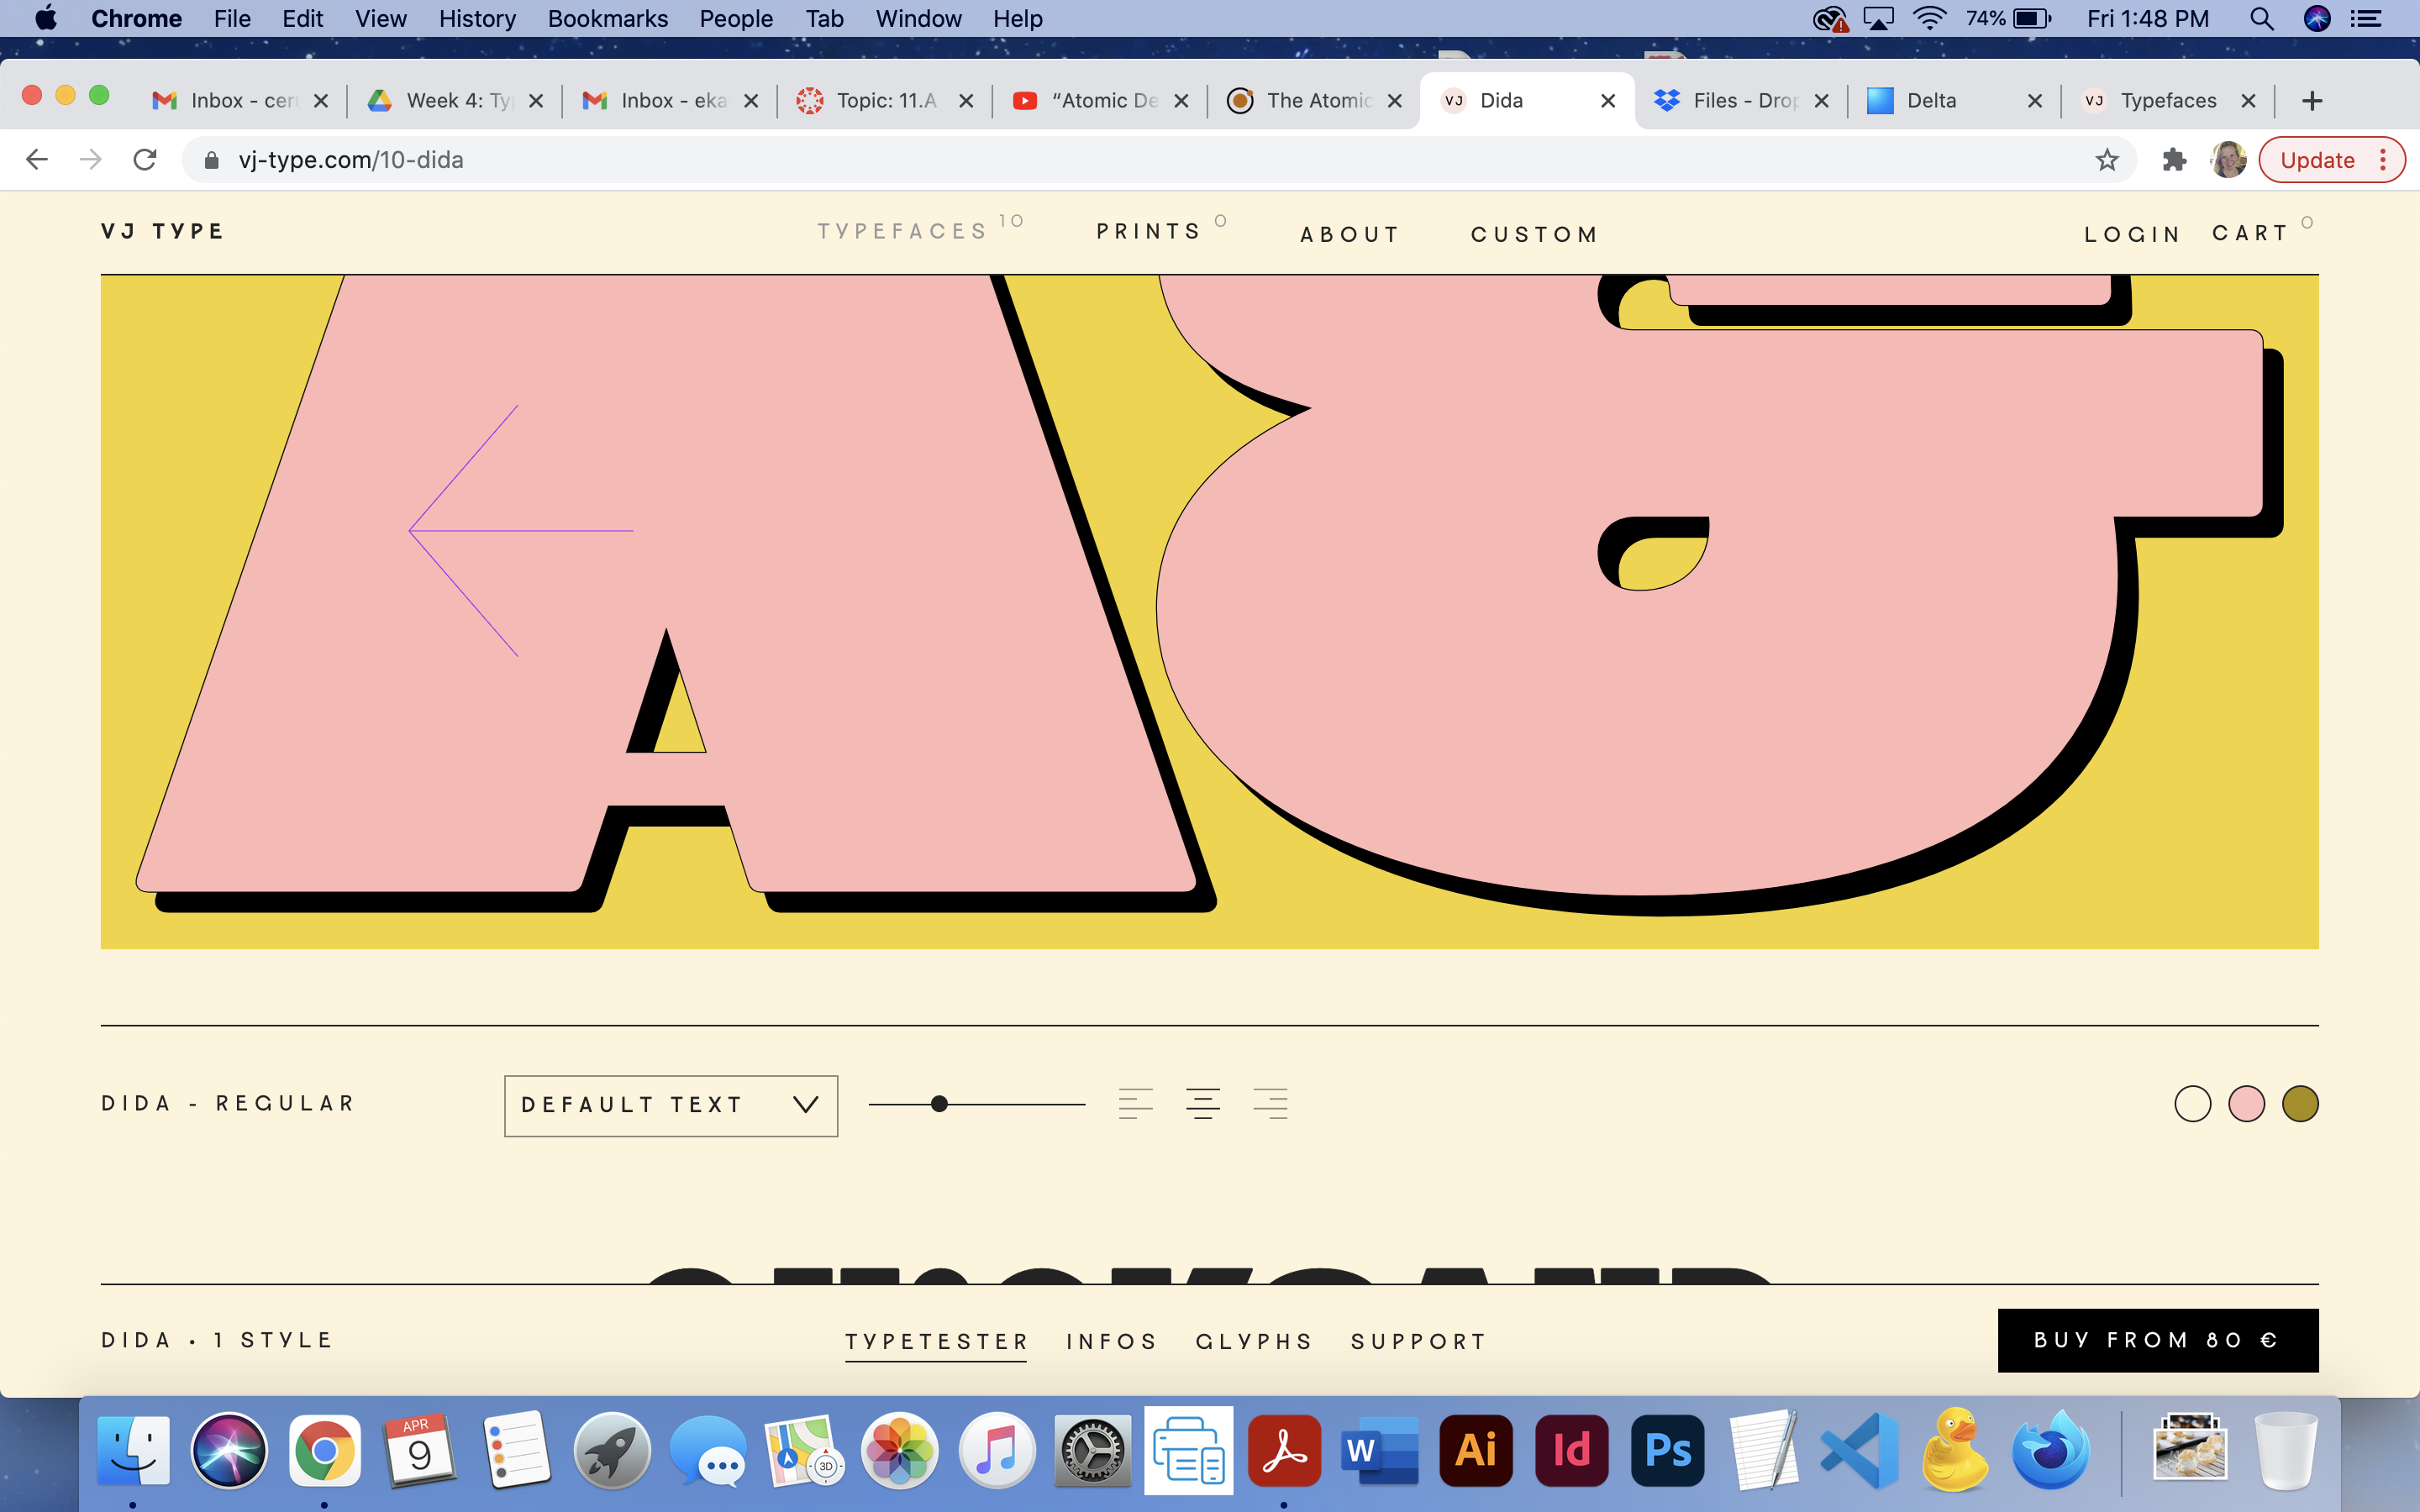 Chrome File Edit View History Bookmarks People Tab Window Help 74% Fri 1:48 PM
Inbox - cer Week 4: Ty Inbox - eka Topic: 11.A “Atomic De The Atomic VJ Dida Files - Drop Delta VJ Typefaces
vj-type.com/10-dida Update
VJ TYPE TYPEFACES 10 PRINTS 0 ABOUT CUSTOM LOGIN CART 0
A&
DIDA - REGULAR DEFAULT TEXT
DIDA • 1 STYLE TYPETESTER INFOS GLYPHS SUPPORT BUY FROM 80 €
APR
9
3D
W
Ai
Id
Ps